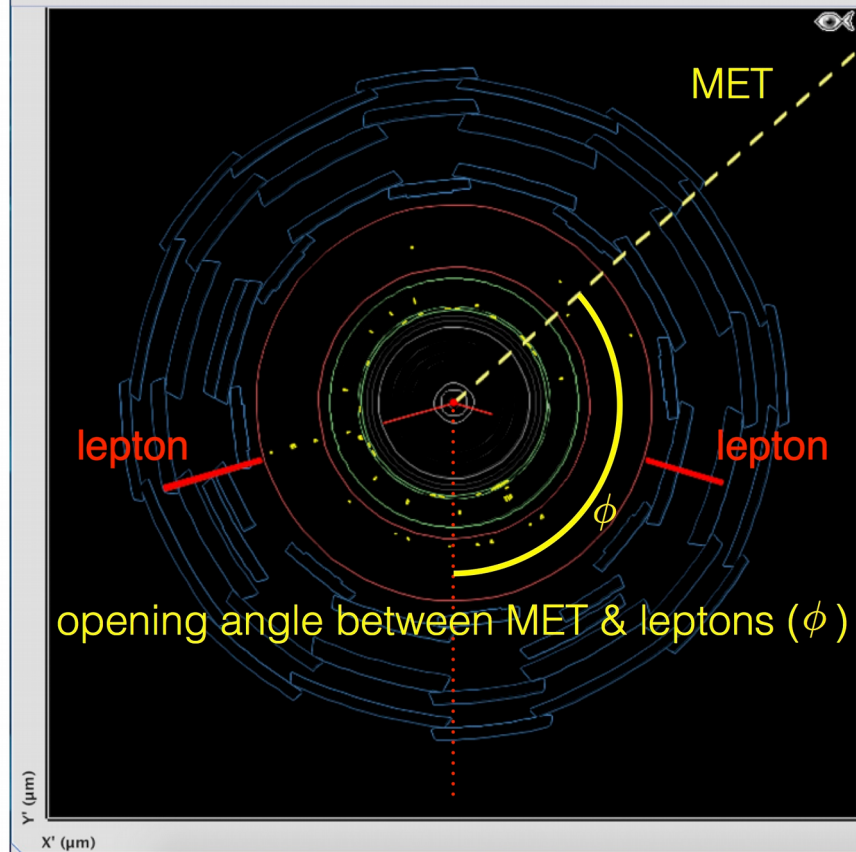 MET
lepton
lepton
ϕ
opening angle between MET & leptons (ϕ)
Y' (µm)
X' (µm)